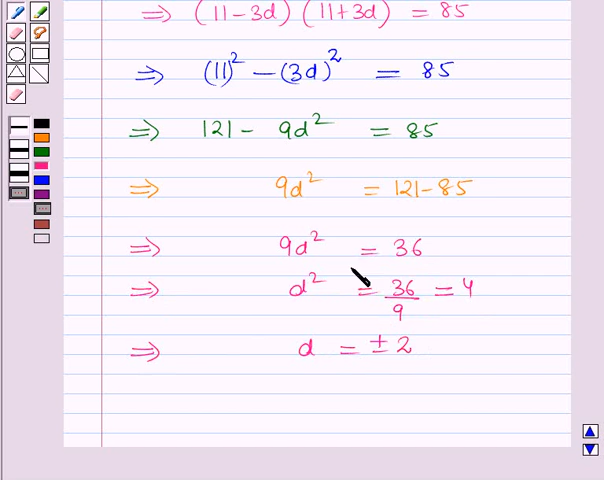 ⇒ (11-3d) (11+3d) = 85
⇒ (11)² - (3d)² = 85
⇒ 121 - 9d² = 85
⇒ 9d² = 121-85
⇒ 9d² = 36
⇒ d² = 36/9 = 4
⇒ d = ±2